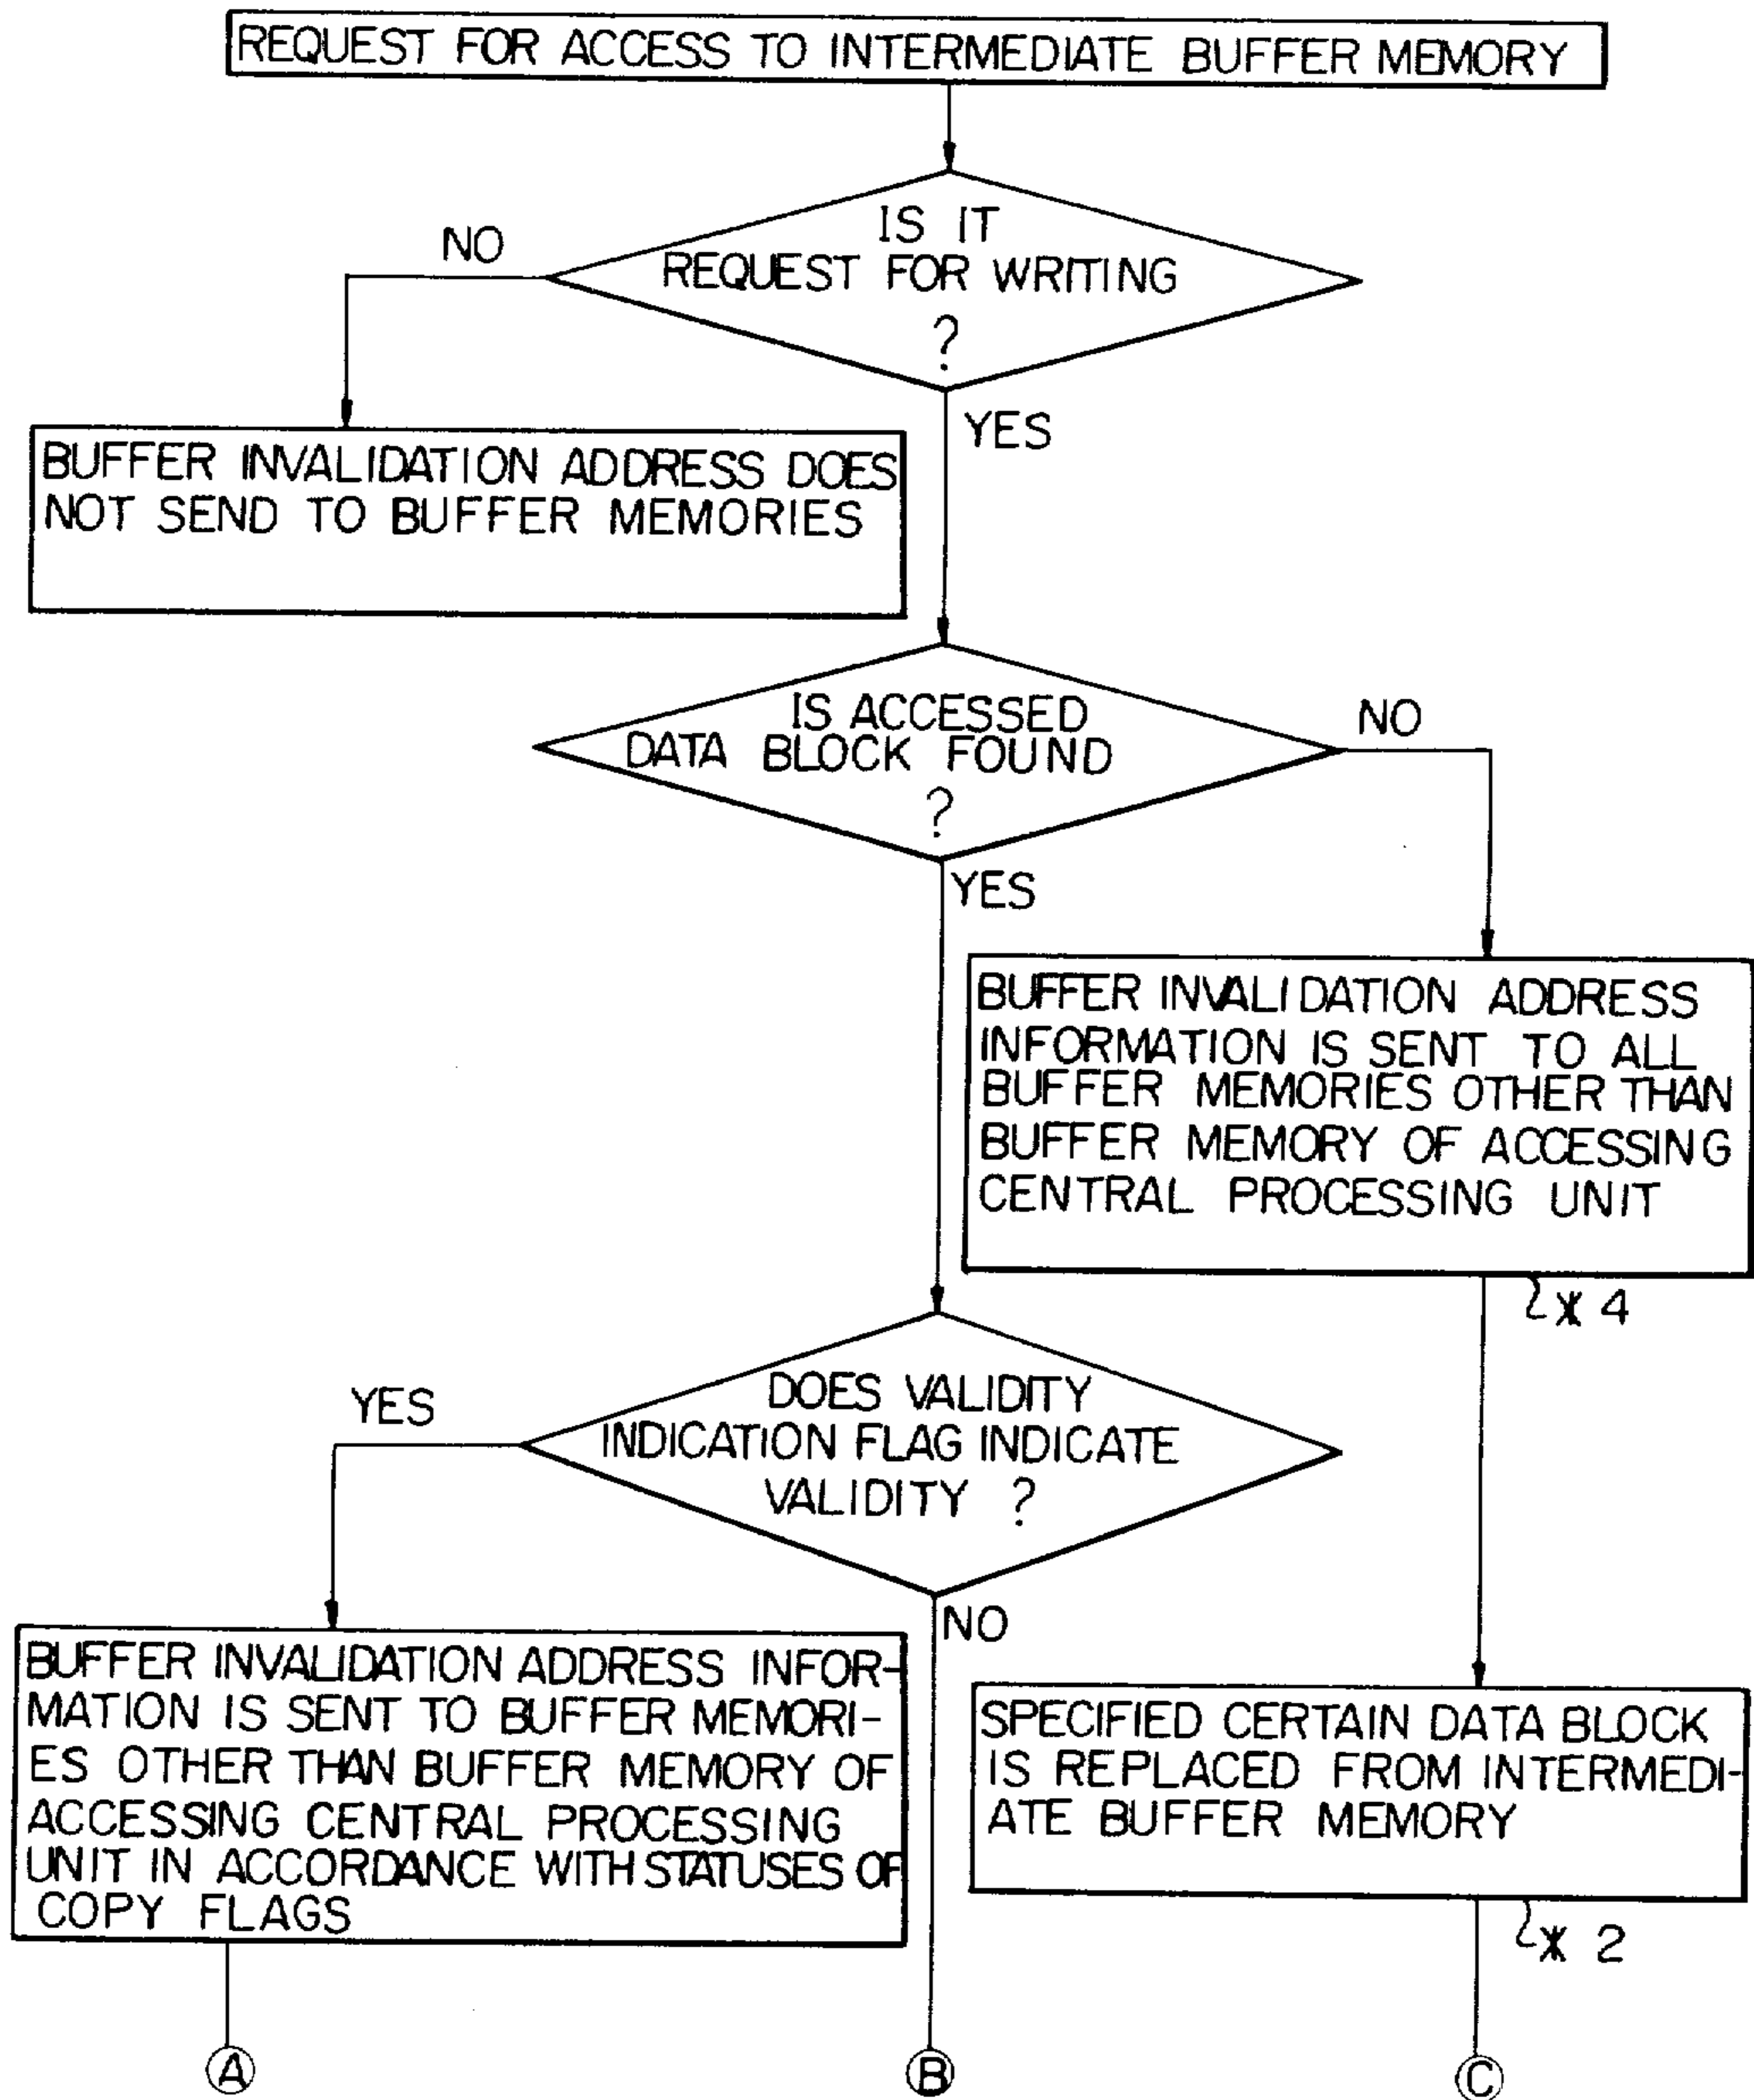 REQUEST FOR ACCESS TO INTERMEDIATE BUFFER MEMORY
IS IT
REQUEST FOR WRITING
?
NO
YES
BUFFER INVALIDATION ADDRESS DOES
NOT SEND TO BUFFER MEMORIES
IS ACCESSED
DATA BLOCK FOUND
?
NO
YES
BUFFER INVALIDATION ADDRESS
INFORMATION IS SENT TO ALL
BUFFER MEMORIES OTHER THAN
BUFFER MEMORY OF ACCESSING
CENTRAL PROCESSING UNIT
* 4
DOES VALIDITY
INDICATION FLAG INDICATE
VALIDITY ?
YES
NO
BUFFER INVALIDATION ADDRESS INFOR-
MATION IS SENT TO BUFFER MEMORI-
ES OTHER THAN BUFFER MEMORY OF
ACCESSING CENTRAL PROCESSING
UNIT IN ACCORDANCE WITH STATUSES OF
COPY FLAGS
SPECIFIED CERTAIN DATA BLOCK
IS REPLACED FROM INTERMEDI-
ATE BUFFER MEMORY
* 2
A
B
C